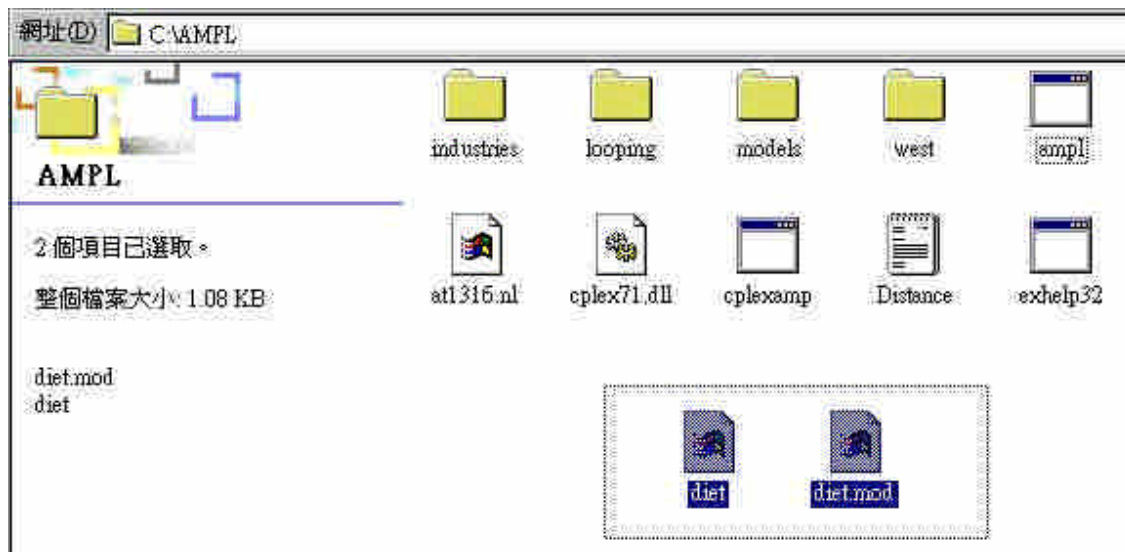 網址(D) C:\AMPL
AMPL
2 個項目已選取。
整個檔案大小: 1.08 KB
diet.mod
diet
industries looping models west ampl
at1316.nl cplex71.dll cplexamp Distance exhelp32
diet diet.mod